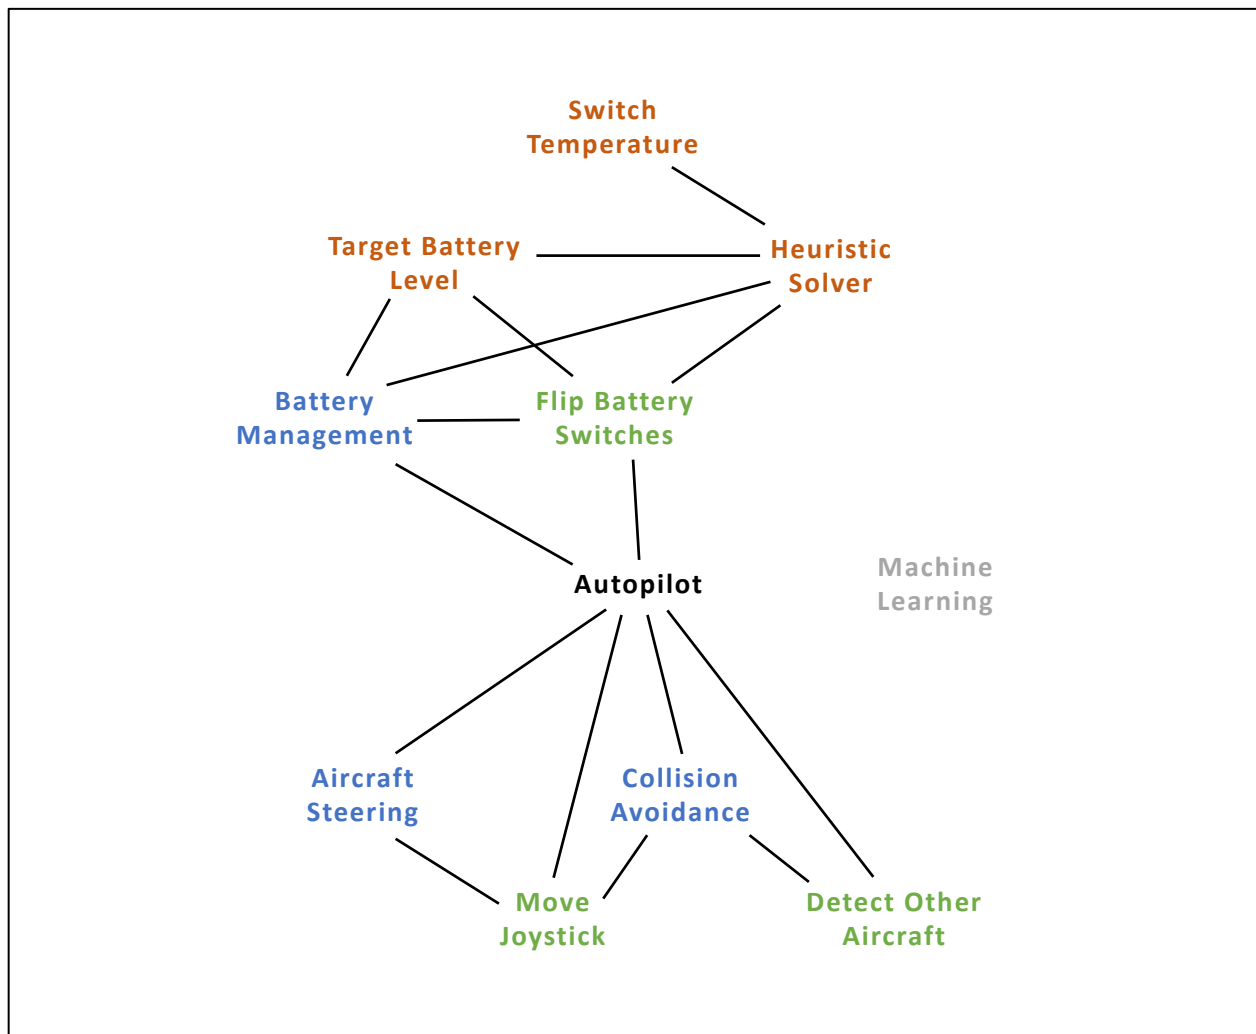 Switch
Temperature
Target Battery
Level
Heuristic
Solver
Battery
Management
Flip Battery
Switches
Autopilot
Machine
Learning
Aircraft
Steering
Collision
Avoidance
Move
Joystick
Detect Other
Aircraft